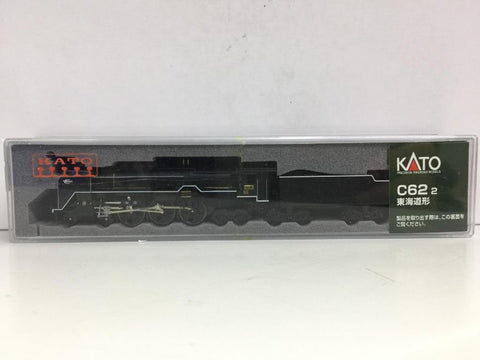 KATO
KATO
PRECISION RAILROAD MODELS
C62 2
東海道形
製品を取り出す際は、この裏面を
ご覧ください。